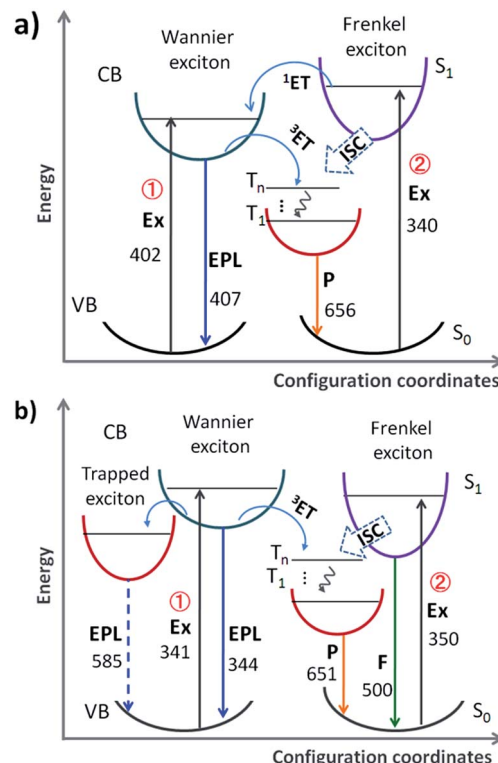 a)
Wannier
exciton
Frenkel
exciton
CB
S1
¹ET
³ET
ISC
Tn
T1
①
Ex
402
②
Ex
340
EPL
407
P
656
VB
S0
Energy
Configuration coordinates
b)
CB
Wannier
exciton
Frenkel
exciton
Trapped
exciton
S1
³ET
ISC
Tn
T1
①
②
EPL
585
Ex
341
EPL
344
P
651
F
500
Ex
350
VB
S0
Energy
Configuration coordinates